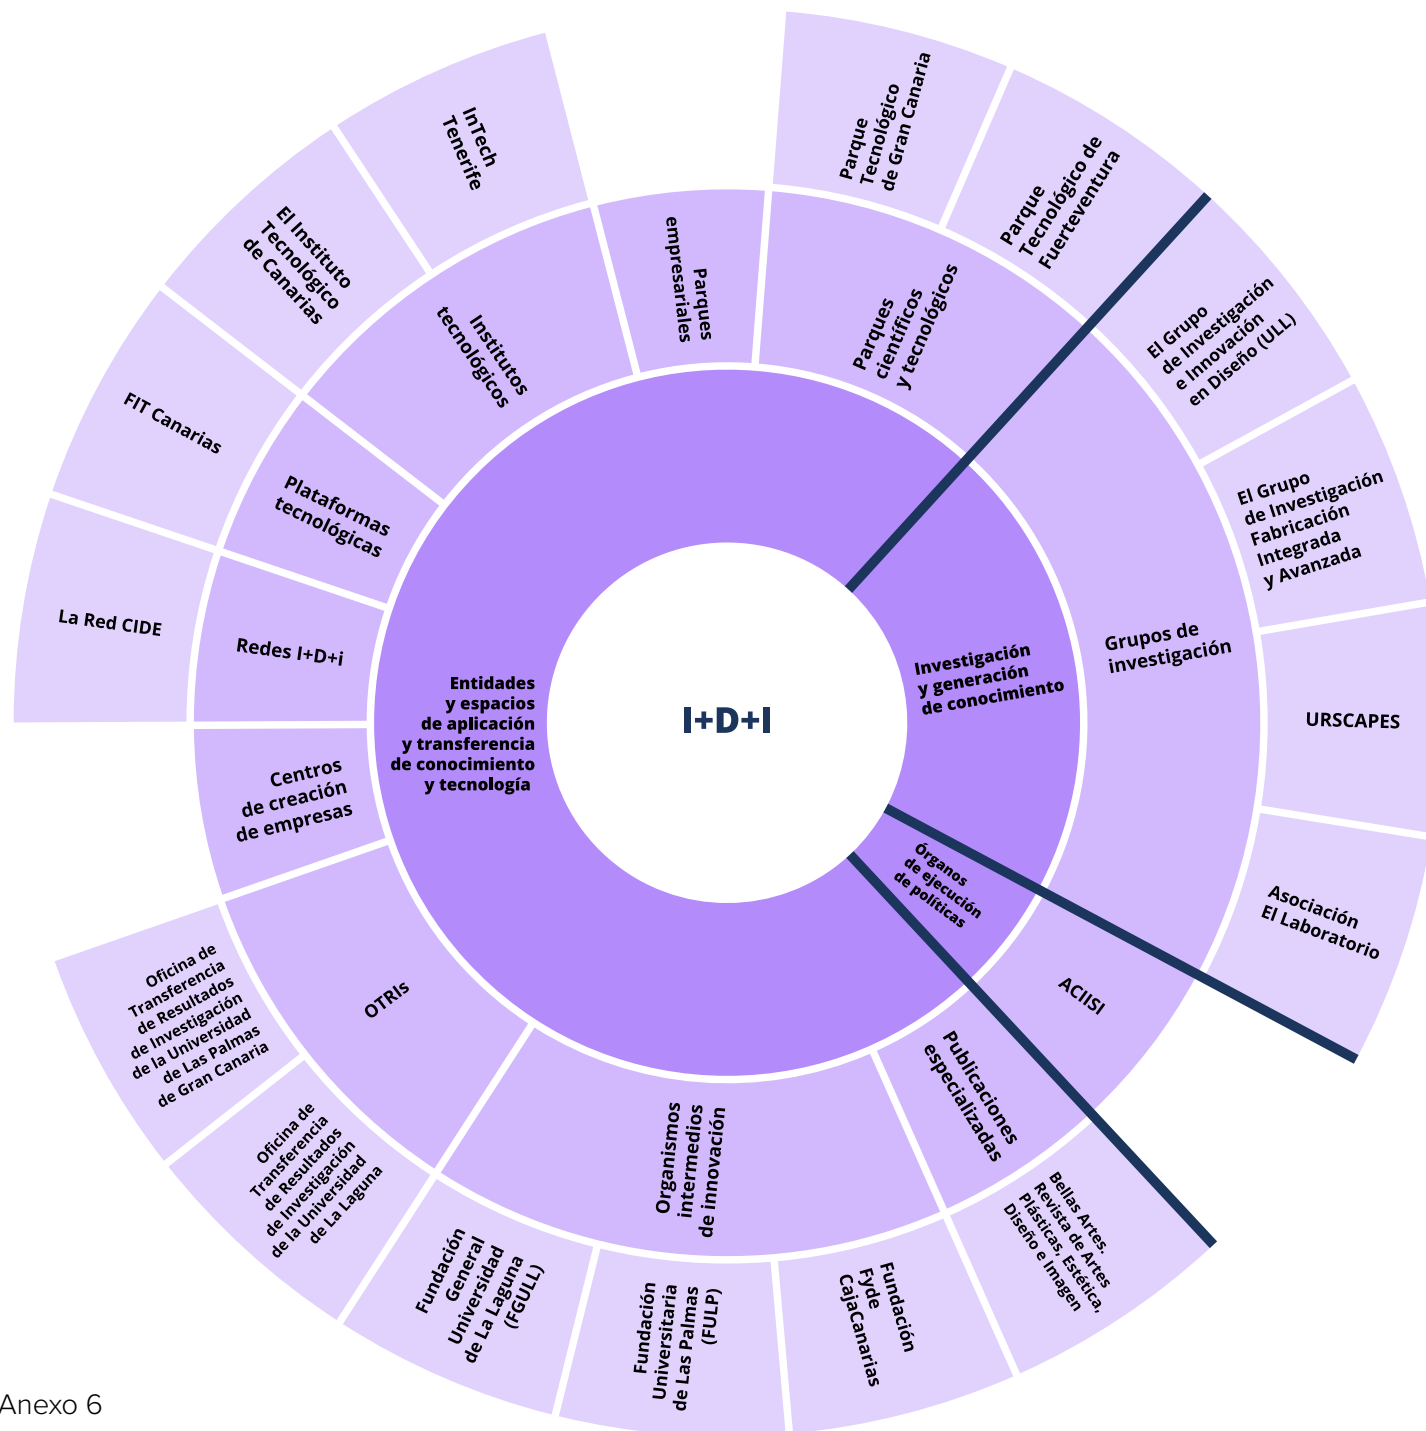 I+D+I
Investigación
y generación
de conocimiento
Grupos de
investigación
El Grupo
de Investigación
e Innovación
en Diseño (ULL)
El Grupo
de Investigación
Fabricación
Integrada
y Avanzada
URSCAPES
Asociación
El Laboratorio
Órganos
de ejecución
de políticas
ACIISI
Entidades
y espacios
de aplicación
y transferencia
de conocimiento
y tecnología
Publicaciones
especializadas
Bellas Artes.
Revista de Artes
Plásticas, Estética,
Diseño e Imagen
Organismos
intermedios
de innovación
Fundación
Fyde
CajaCanarias
Fundación
Universitaria
de Las Palmas
(FULP)
Fundación
General
Universidad
de La Laguna
(FGULL)
OTRIs
Oficina de
Transferencia
de Resultados
de Investigación
de la Universidad
de La Laguna
Oficina de
Transferencia
de Resultados
de Investigación
de la Universidad
de Las Palmas
de Gran Canaria
Centros
de creación
de empresas
Redes I+D+i
La Red CIDE
Plataformas
tecnológicas
FIT Canarias
Institutos
tecnológicos
El Instituto
Tecnológico
de Canarias
InTech
Tenerife
Parques
empresariales
Parques
científicos
y tecnológicos
Parque
Tecnológico
de Gran Canaria
Parque
Tecnológico de
Fuerteventura
Anexo 6